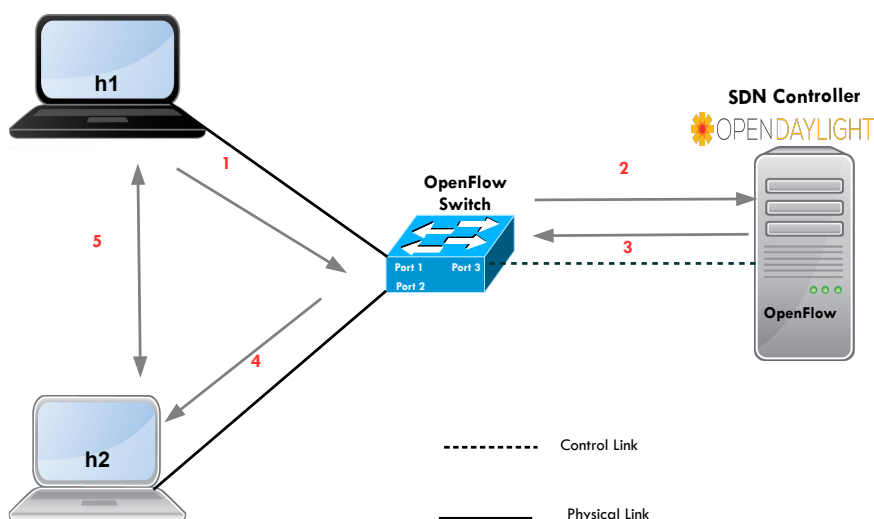 h1
SDN Controller
OPENDAYLIGHT
1
2
OpenFlow
Switch
5
3
Port 1
Port 3
Port 2
OpenFlow
4
h2
Control Link
Physical Link